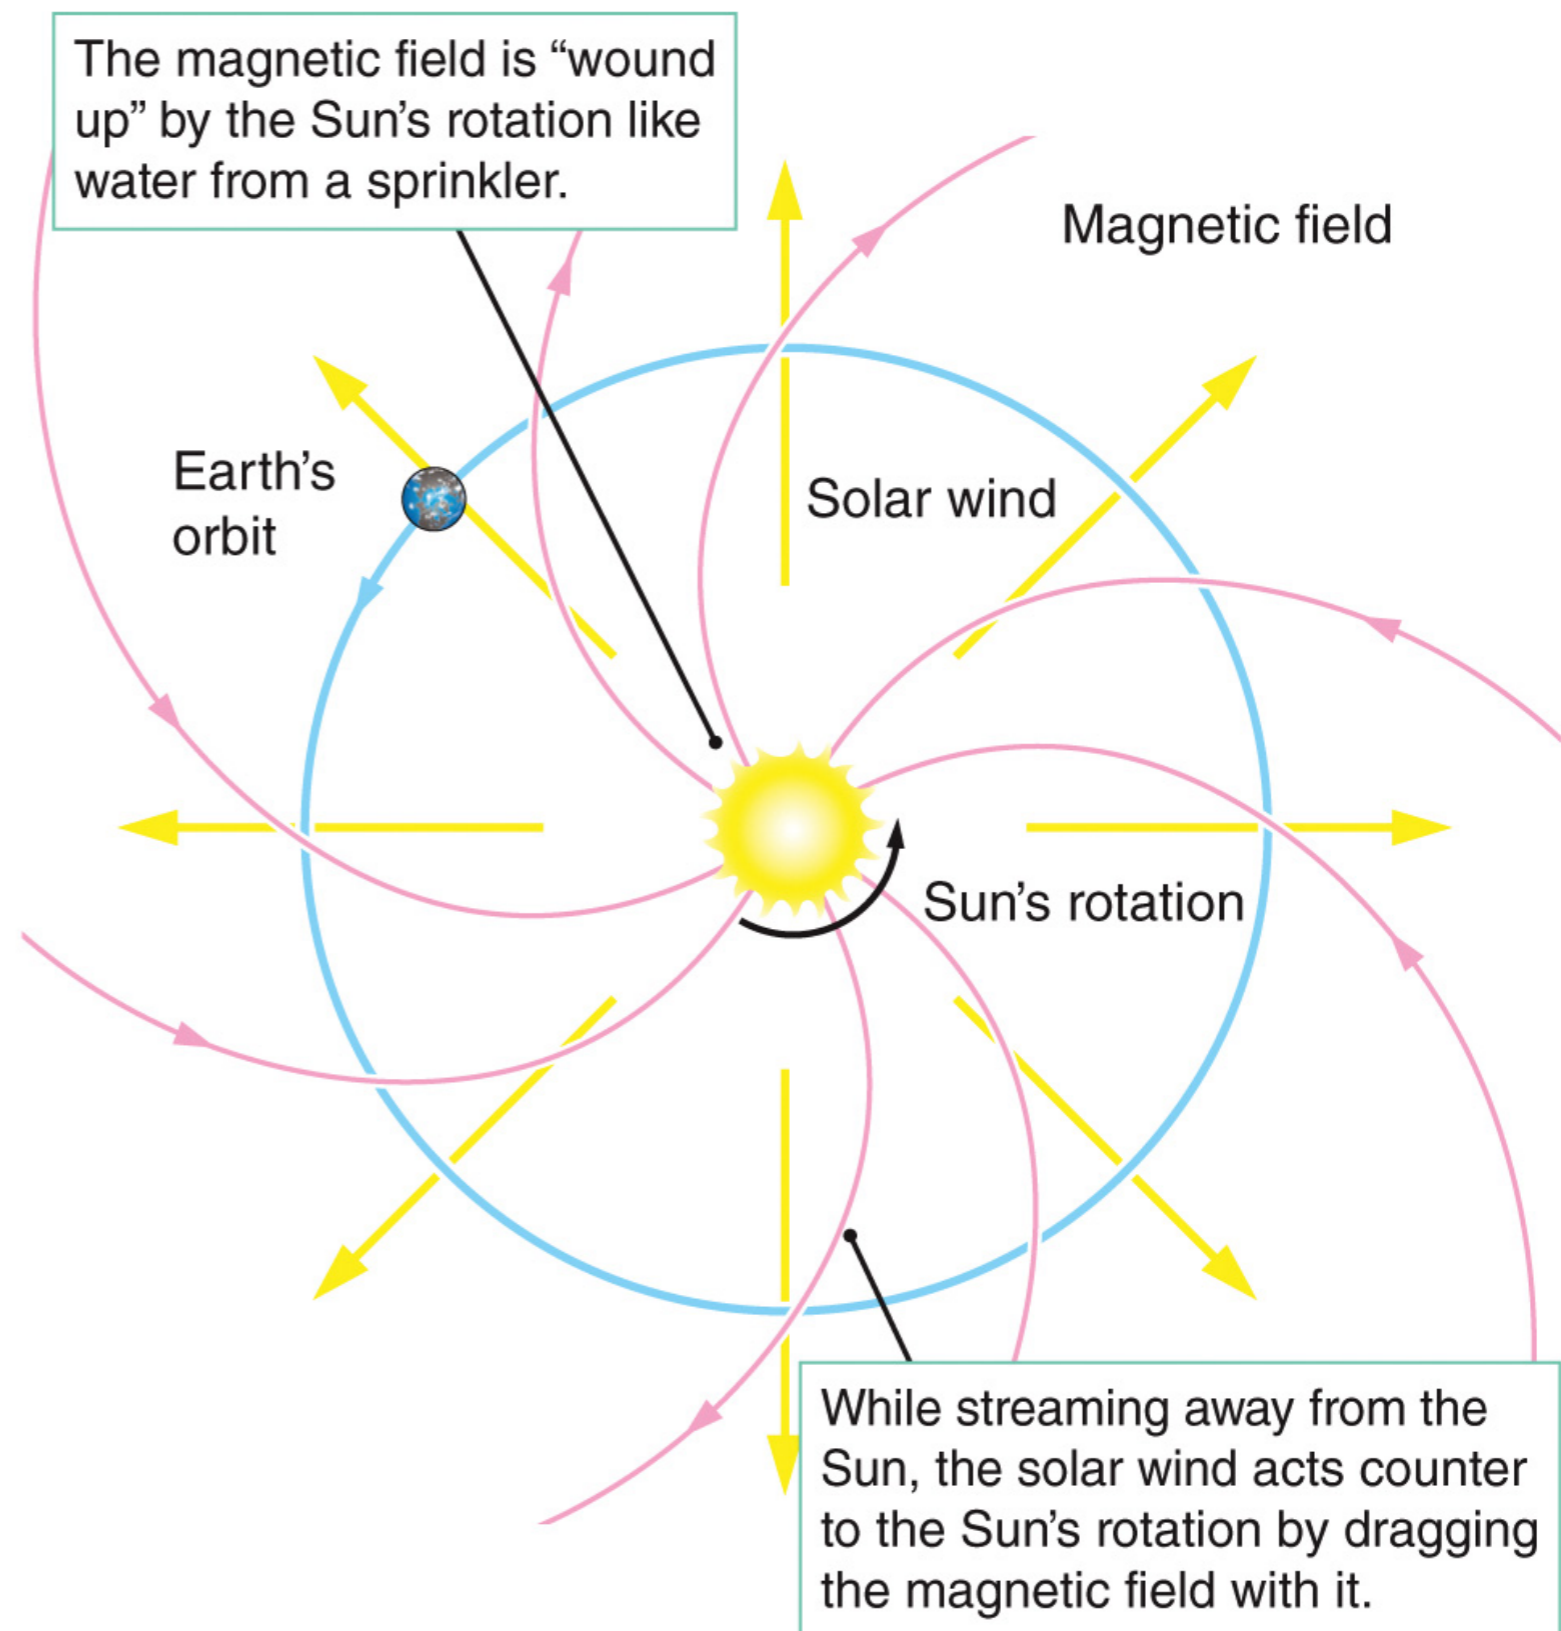 The magnetic field is “wound
up” by the Sun’s rotation like
water from a sprinkler.
Magnetic field
Earth’s
orbit
Solar wind
Sun’s rotation
While streaming away from the
Sun, the solar wind acts counter
to the Sun’s rotation by dragging
the magnetic field with it.